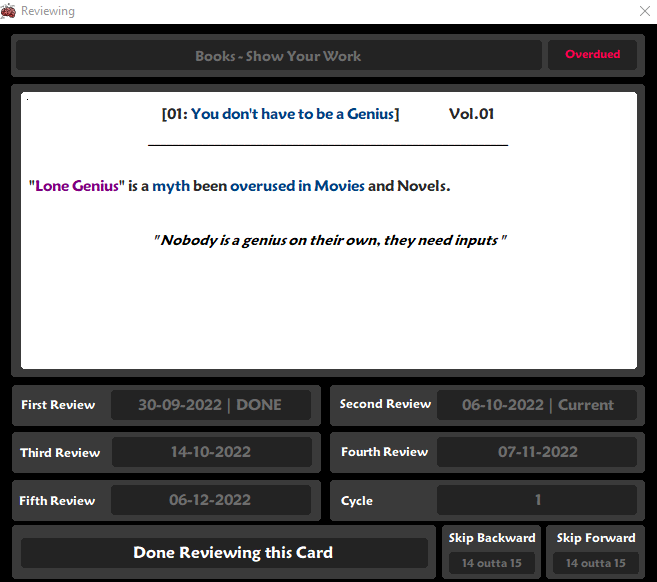 Reviewing
Books - Show Your Work
Overdued
[01: You don't have to be a Genius] Vol.01
"Lone Genius" is a myth been overused in Movies and Novels.
"Nobody is a genius on their own, they need inputs"
First Review 30-09-2022 | DONE
Second Review 06-10-2022 | Current
Third Review 14-10-2022
Fourth Review 07-11-2022
Fifth Review 06-12-2022
Cycle 1
Done Reviewing this Card
Skip Backward
14 outta 15
Skip Forward
14 outta 15